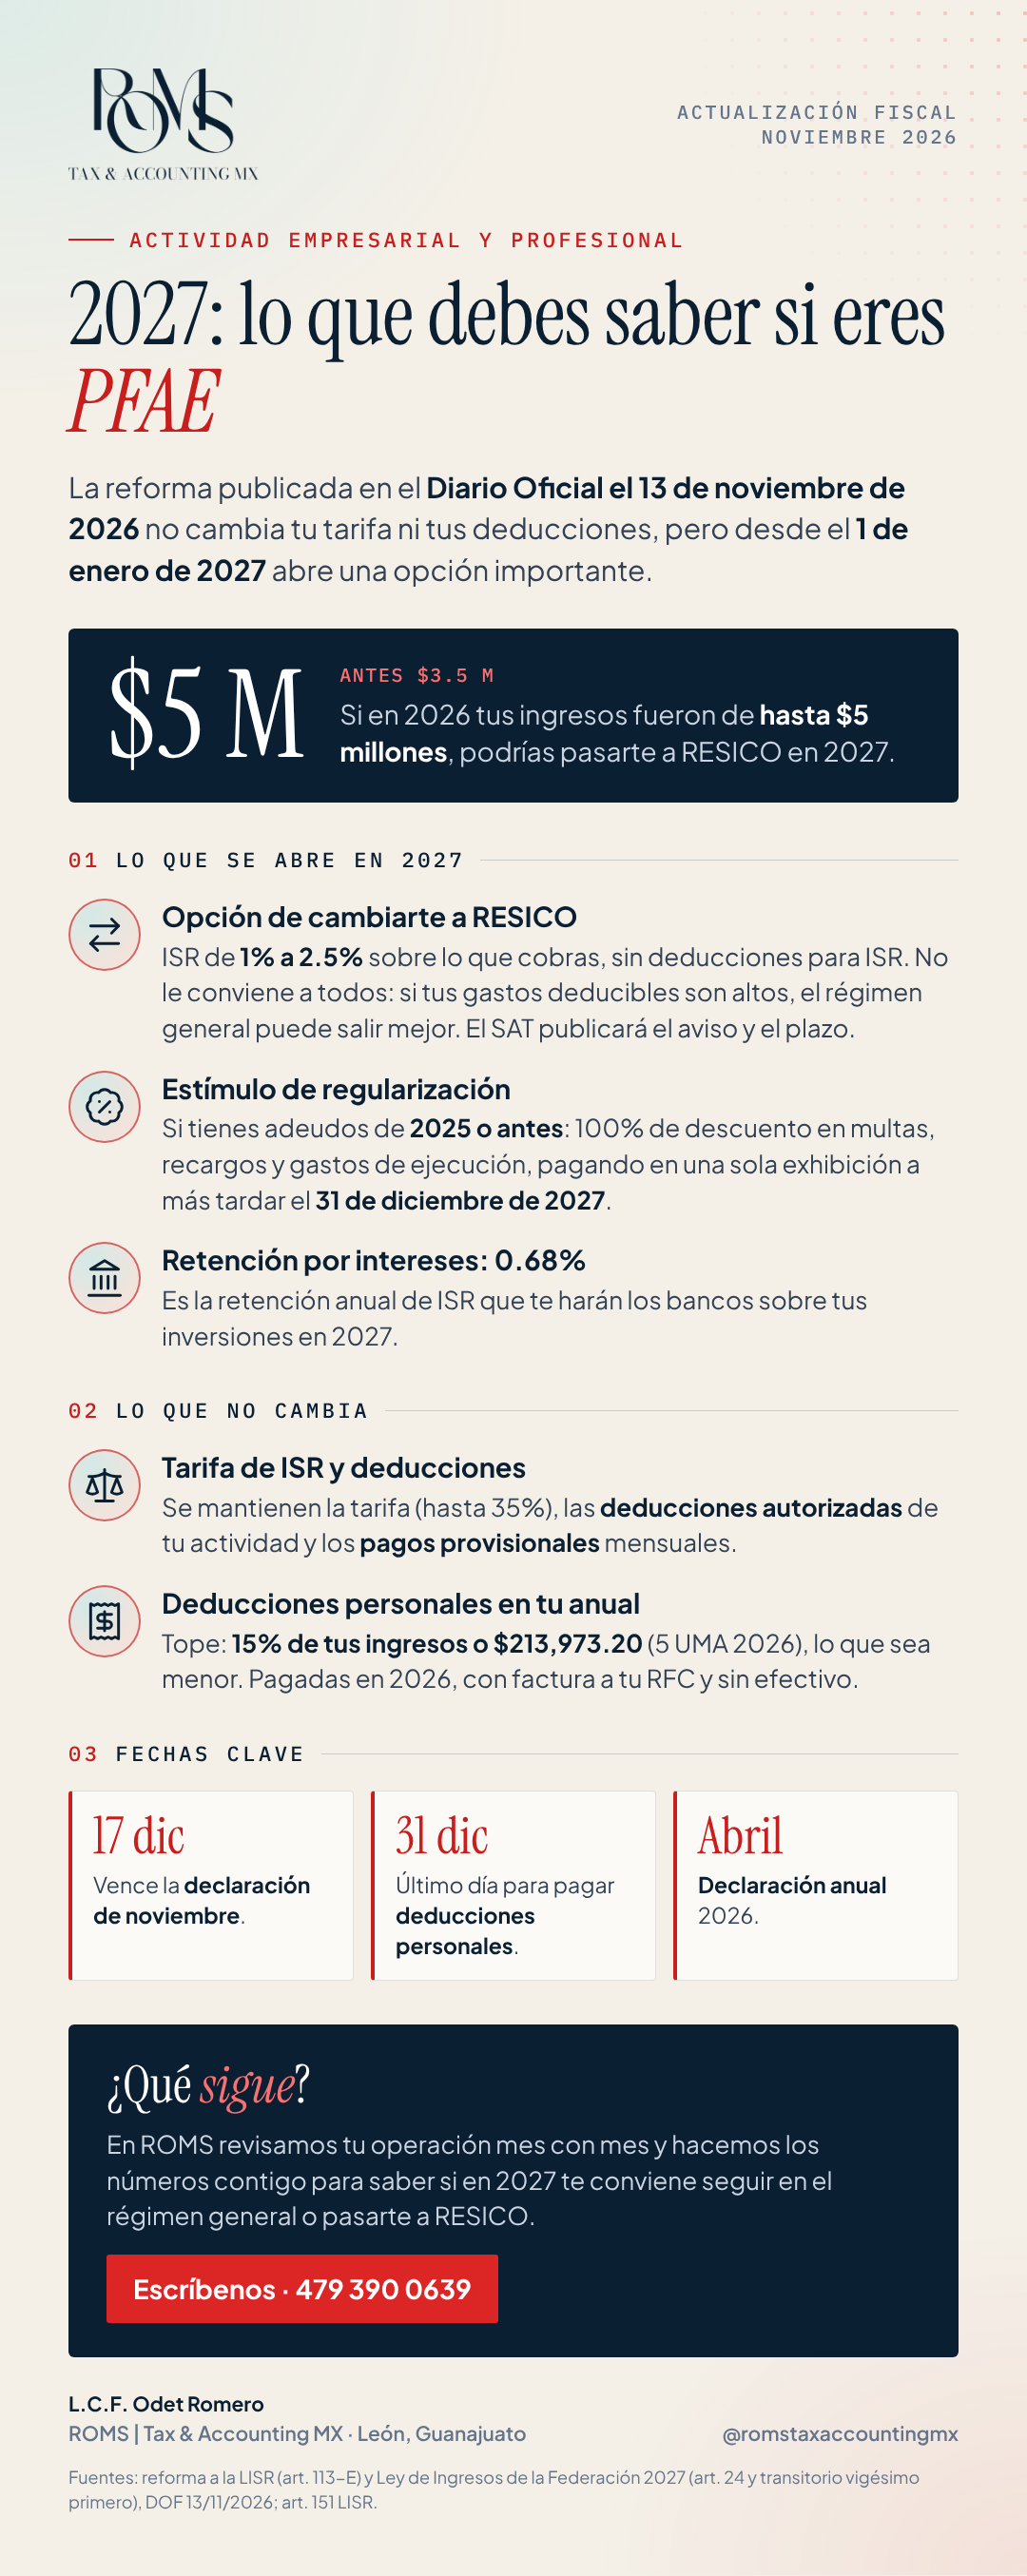 ROMS
TAX & ACCOUNTING MX
ACTUALIZACIÓN FISCAL
NOVIEMBRE 2026
ACTIVIDAD EMPRESARIAL Y PROFESIONAL
2027: lo que debes saber si eres
PFAE
La reforma publicada en el Diario Oficial el 13 de noviembre de
2026 no cambia tu tarifa ni tus deducciones, pero desde el 1 de
enero de 2027 abre una opción importante.
$5 M
ANTES $3.5 M
Si en 2026 tus ingresos fueron de hasta $5
millones, podrías pasarte a RESICO en 2027.
01 LO QUE SE ABRE EN 2027
Opción de cambiarte a RESICO
ISR de 1% a 2.5% sobre lo que cobras, sin deducciones para ISR. No
le conviene a todos: si tus gastos deducibles son altos, el régimen
general puede salir mejor. El SAT publicará el aviso y el plazo.
Estímulo de regularización
Si tienes adeudos de 2025 o antes: 100% de descuento en multas,
recargos y gastos de ejecución, pagando en una sola exhibición a
más tardar el 31 de diciembre de 2027.
Retención por intereses: 0.68%
Es la retención anual de ISR que te harán los bancos sobre tus
inversiones en 2027.
02 LO QUE NO CAMBIA
Tarifa de ISR y deducciones
Se mantienen la tarifa (hasta 35%), las deducciones autorizadas de
tu actividad y los pagos provisionales mensuales.
Deducciones personales en tu anual
Tope: 15% de tus ingresos o $213,973.20 (5 UMA 2026), lo que sea
menor. Pagadas en 2026, con factura a tu RFC y sin efectivo.
03 FECHAS CLAVE
17 dic
Vence la declaración
de noviembre.
31 dic
Último día para pagar
deducciones
personales.
Abril
Declaración anual
2026.
¿Qué sigue?
En ROMS revisamos tu operación mes con mes y hacemos los
números contigo para saber si en 2027 te conviene seguir en el
régimen general o pasarte a RESICO.
Escríbenos · 479 390 0639
L.C.F. Odet Romero
ROMS | Tax & Accounting MX · León, Guanajuato
@romstaxaccountingmx
Fuentes: reforma a la LISR (art. 113-E) y Ley de Ingresos de la Federación 2027 (art. 24 y transitorio vigésimo
primero), DOF 13/11/2026; art. 151 LISR.